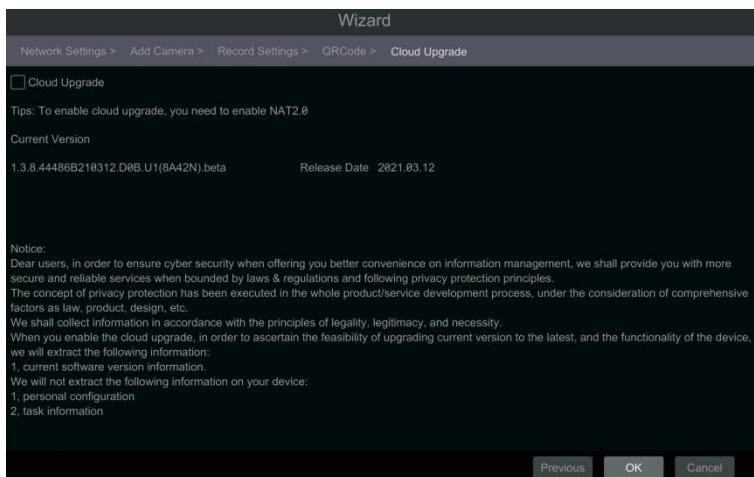 Wizard
Network Settings > Add Camera > Record Settings > QRCode > Cloud Upgrade
Cloud Upgrade
Tips: To enable cloud upgrade, you need to enable NAT2.0
Current Version
1.3.8.44486B210312.D0B.U1(8A42N).beta Release Date 2021.03.12
Notice:
Dear users, in order to ensure cyber security when offering you better convenience on information management, we shall provide you with more
secure and reliable services when bounded by laws & regulations and following privacy protection principles.
The concept of privacy protection has been executed in the whole product/service development process, under the consideration of comprehensive
factors as law, product, design, etc.
We shall collect information in accordance with the principles of legality, legitimacy, and necessity.
When you enable the cloud upgrade, in order to ascertain the feasibility of upgrading current version to the latest, and the functionality of the device,
we will extract the following information:
1, current software version information.
We will not extract the following information on your device:
1, personal configuration
2, task information
Previous OK Cancel